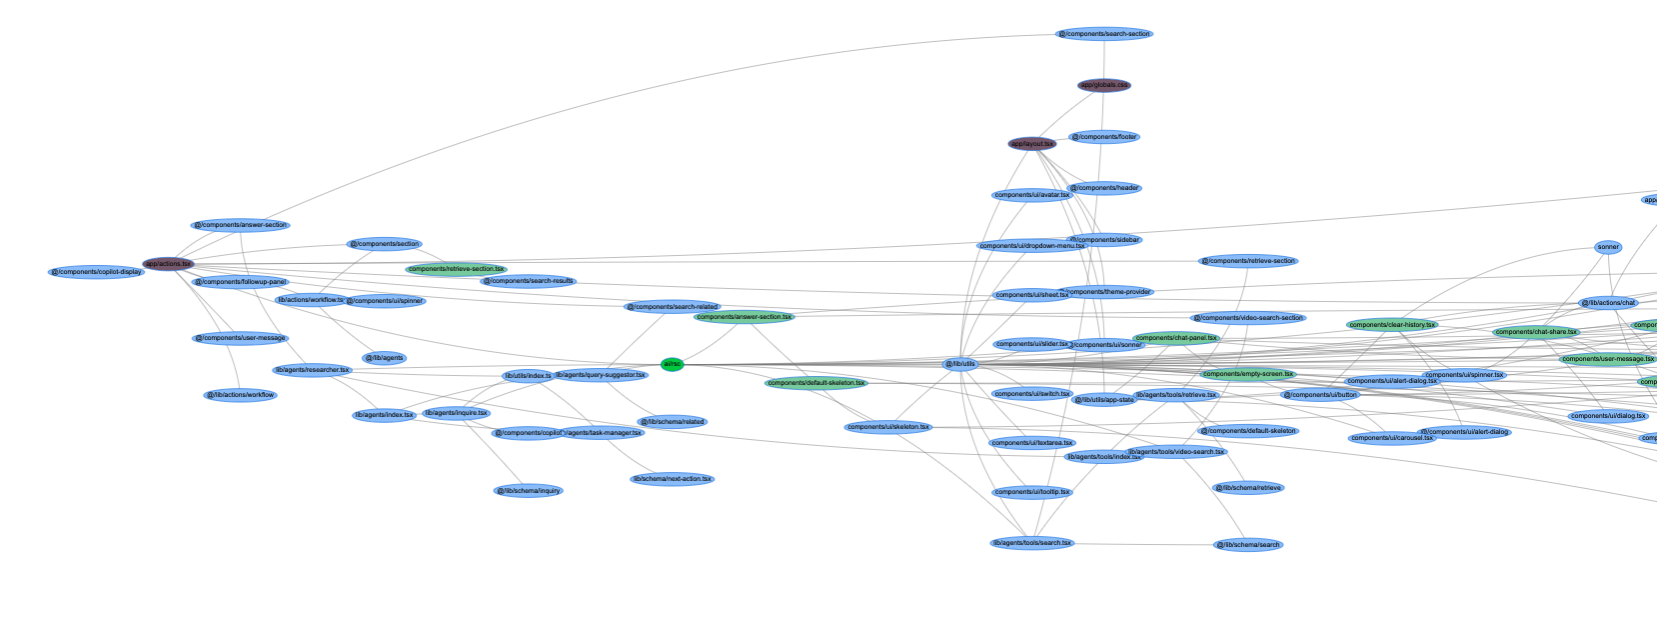 @/components/search-section
app/globals.css
@/components/footer
app/layout.tsx
@/components/header
components/ui/avatar.tsx
@/components/answer-section
@/components/section
components/ui/dropdown-menu.tsx
@/components/sidebar
sonner
app/actions.tsx
@/components/copilot-display
components/retrieve-section.tsx
@/components/retrieve-section
@/components/followup-panel
@/components/search-results
lib/actions/workflow.ts
@/components/ui/spinner
components/ui/sheet.tsx
components/theme-provider
@/components/search-related
@/lib/actions/chat
components/answer-section.tsx
@/components/video-search-section
components/clear-history.tsx
components/chat-share.tsx
@/components/user-message
components/chat-panel.tsx
components/ui/slider.tsx
@/components/ui/sonner
@/lib/agents
components/user-message.tsx
lib/agents/researcher.tsx
ai/rsc
@/lib/utils
lib/utils/index.ts
lib/agents/query-suggestor.tsx
components/empty-screen.tsx
components/ui/spinner.tsx
components/default-skeleton.tsx
components/ui/alert-dialog.tsx
@/lib/actions/workflow
components/ui/switch.tsx
@/lib/utils/app-state
lib/agents/tools/retrieve.tsx
@/components/ui/button
lib/agents/index.tsx
lib/agents/inquire.tsx
@/lib/schema/related
components/ui/dialog.tsx
components/ui/skeleton.tsx
@/components/copilot
/agents/task-manager.tsx
@/components/default-skeleton
components/ui/carousel.tsx
@/components/ui/alert-dialog
components/ui/textarea.tsx
lib/agents/tools/index.tsx
lib/agents/tools/video-search.tsx
lib/schema/next-action.tsx
@/lib/schema/inquiry
components/ui/tooltip.tsx
@/lib/schema/retrieve
lib/agents/tools/search.tsx
@/lib/schema/search